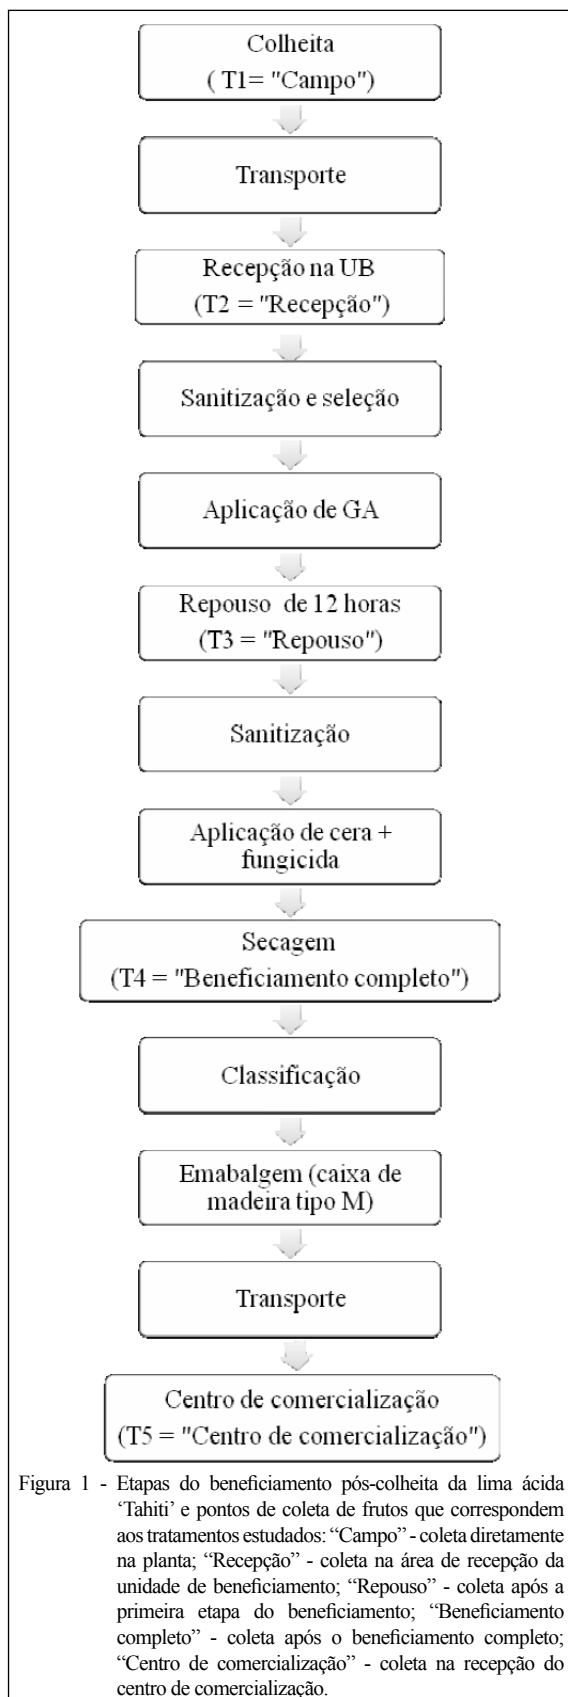 Colheita
( T1= "Campo")
Transporte
Recepção na UB
(T2 = "Recepção")
Sanitização e seleção
Aplicação de GA
Repouso de 12 horas
(T3 = "Repouso")
Sanitização
Aplicação de cera +
fungicida
Secagem
(T4 = "Beneficiamento completo")
Classificação
Emabalgem (caixa de
madeira tipo M)
Transporte
Centro de comercialização
(T5 = "Centro de comercialização")
Figura 1 - Etapas do beneficiamento pós-colheita da lima ácida
‘Tahiti’ e pontos de coleta de frutos que correspondem
aos tratamentos estudados: “Campo” - coleta diretamente
na planta; “Recepção” - coleta na área de recepção da
unidade de beneficiamento; “Repouso” - coleta após a
primeira etapa do beneficiamento; “Beneficiamento
completo” - coleta após o beneficiamento completo;
“Centro de comercialização” - coleta na recepção do
centro de comercialização.